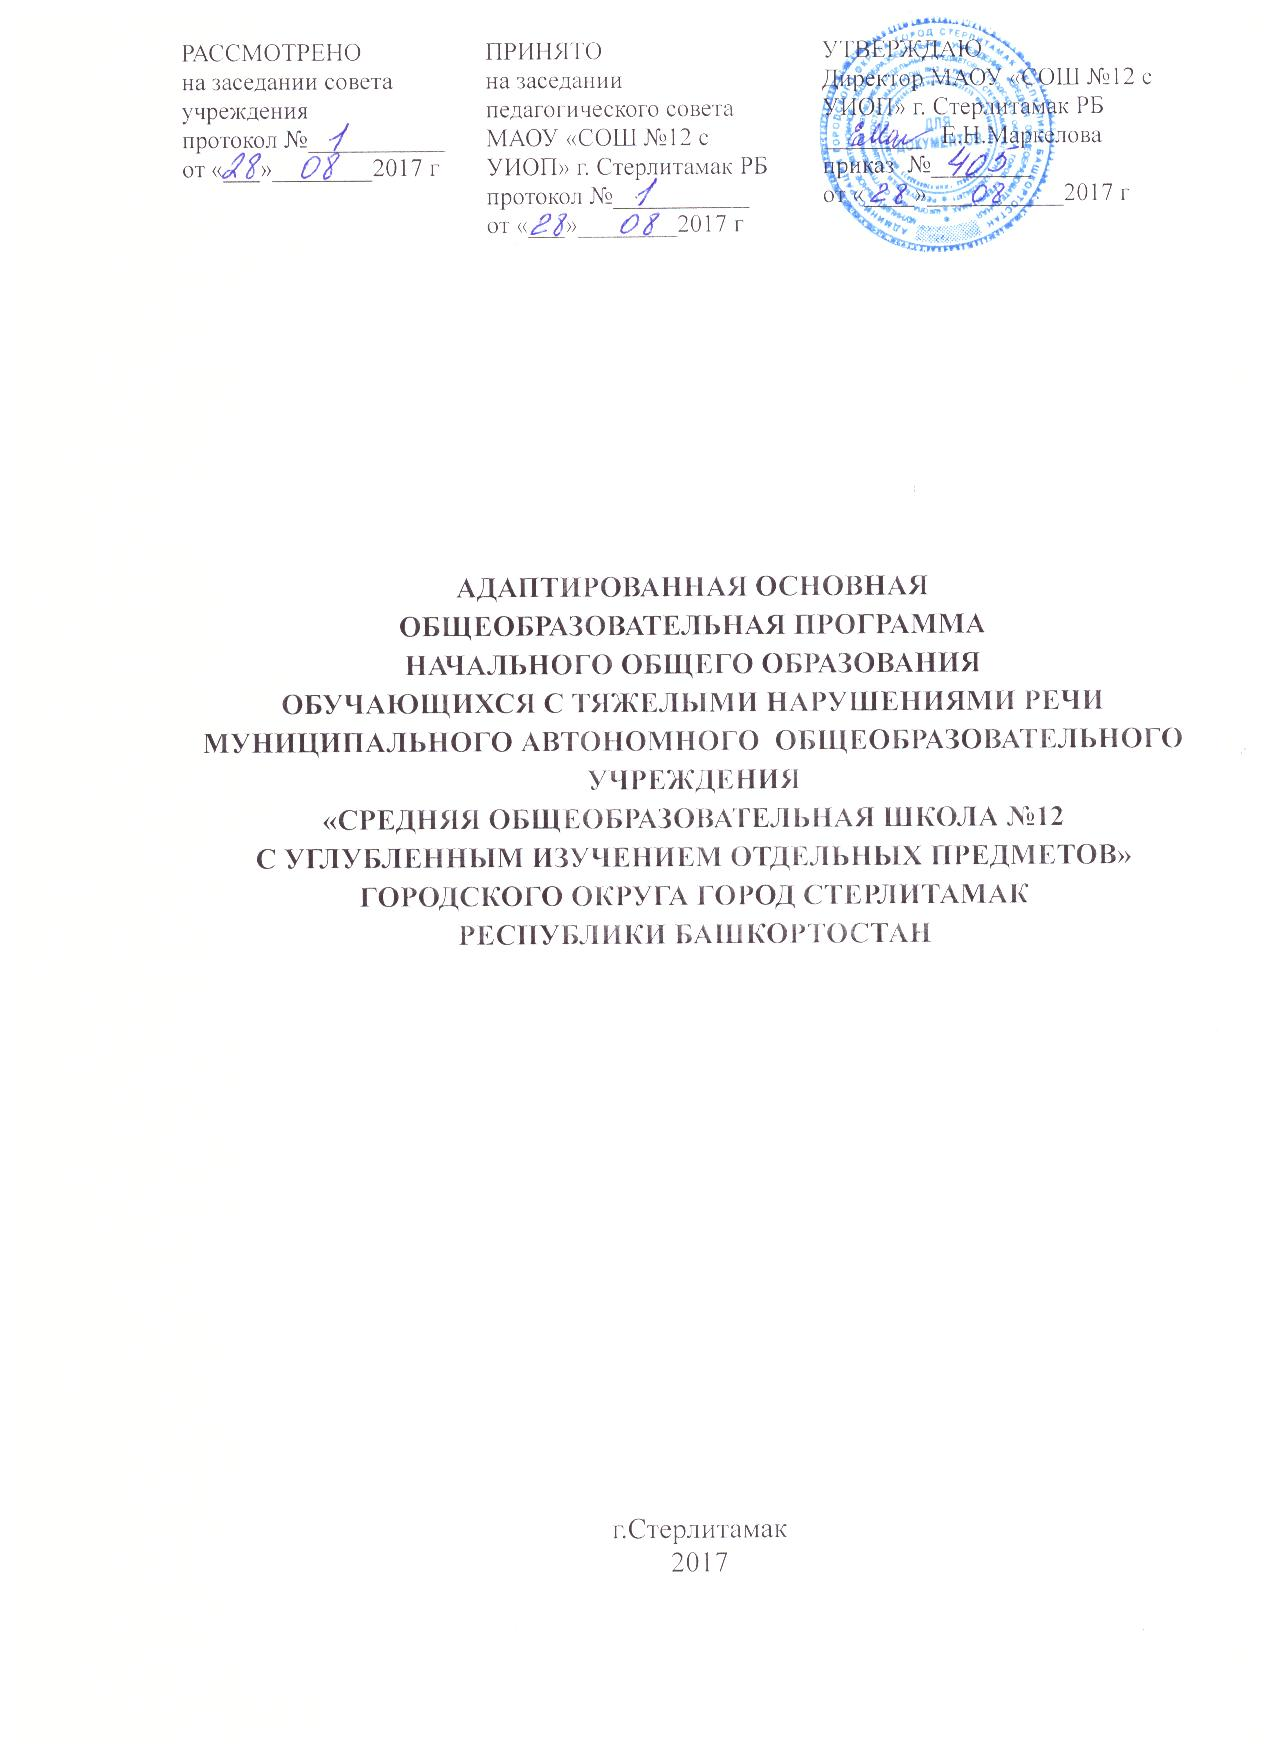 РАССМОТРЕНО
на заседании совета
учреждения
протокол №1
от «28» 08 2017 г
ПРИНЯТО
на заседании
педагогического совета
МАОУ «СОШ №12 с
УИОП» г. Стерлитамак РБ
протокол №1
от «28» 08 2017 г
УТВЕРЖДАЮ
Директор МАОУ «СОШ №12 с
УИОП» г. Стерлитамак РБ
Е.Н.Маркелова
приказ №403
от «28» 08 2017 г
ДЛЯ
ДОКУМЕНТОВ
АДАПТИРОВАННАЯ ОСНОВНАЯ
ОБЩЕОБРАЗОВАТЕЛЬНАЯ ПРОГРАММА
НАЧАЛЬНОГО ОБЩЕГО ОБРАЗОВАНИЯ
ОБУЧАЮЩИХСЯ С ТЯЖЕЛЫМИ НАРУШЕНИЯМИ РЕЧИ
МУНИЦИПАЛЬНОГО АВТОНОМНОГО ОБЩЕОБРАЗОВАТЕЛЬНОГО
УЧРЕЖДЕНИЯ
«СРЕДНЯЯ ОБЩЕОБРАЗОВАТЕЛЬНАЯ ШКОЛА №12
С УГЛУБЛЕННЫМ ИЗУЧЕНИЕМ ОТДЕЛЬНЫХ ПРЕДМЕТОВ»
ГОРОДСКОГО ОКРУГА ГОРОД СТЕРЛИТАМАК
РЕСПУБЛИКИ БАШКОРТОСТАН
г.Стерлитамак
2017